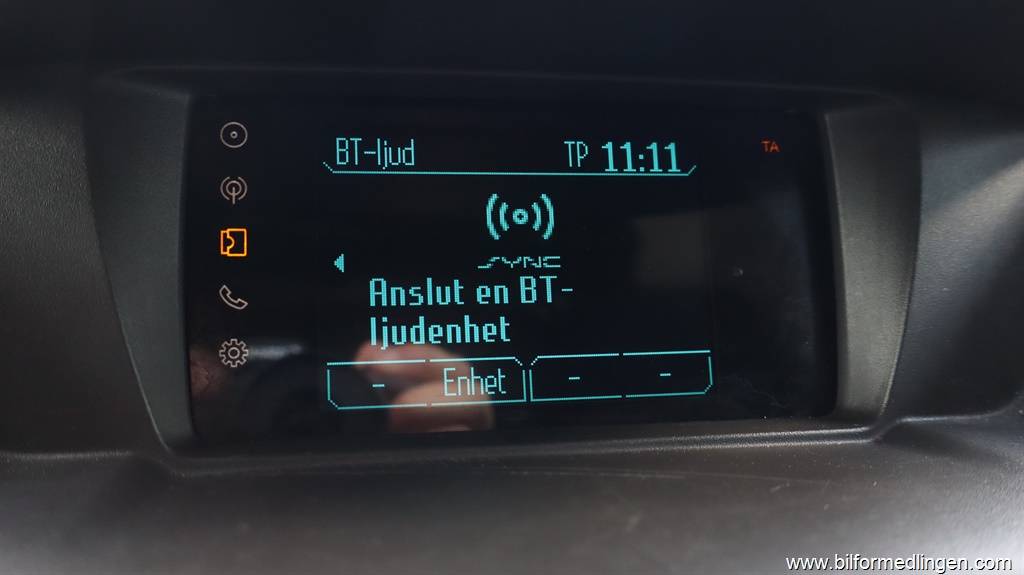 BT-ljud TP 11:11 TA
SYNC
Anslut en BT-
ljudenhet
- Enhet - -
www.bilformedlingen.com